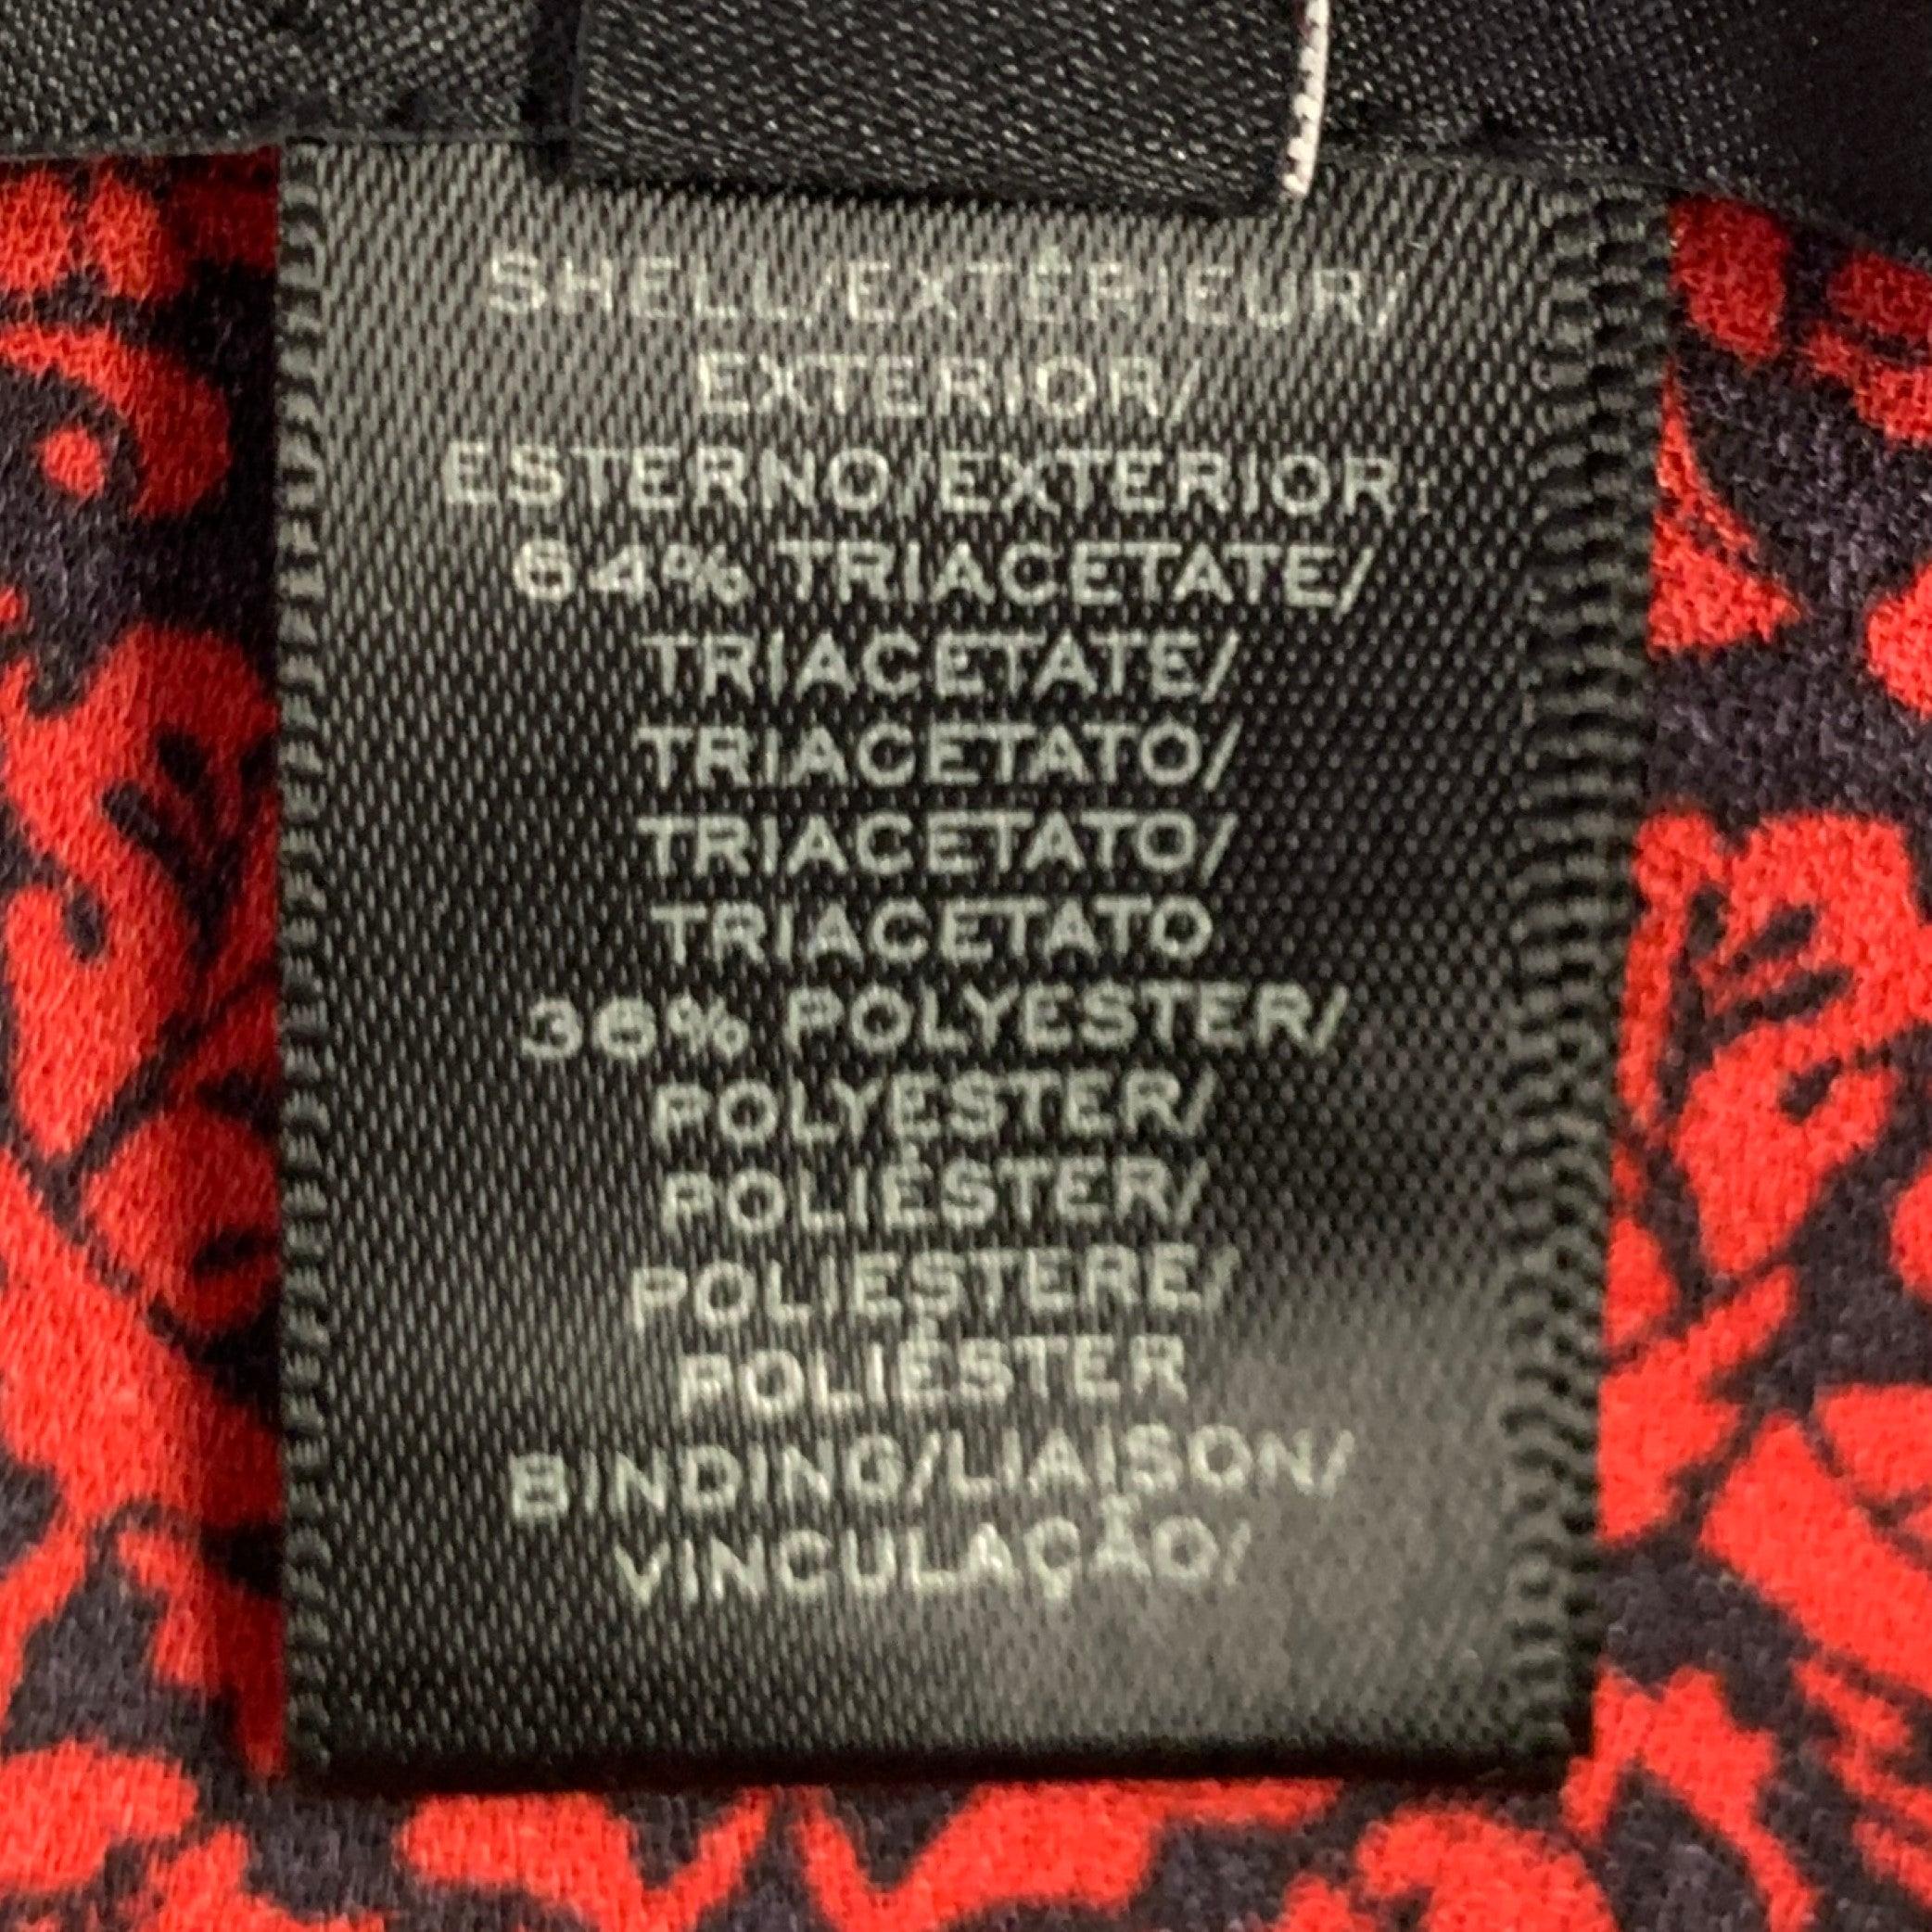 SHELL/EXTÉRIEUR/
EXTERIOR/
ESTERNO/EXTERIOR:
64% TRIACETATE/
TRIACETATE/
TRIACETATO/
TRIACETATO/
TRIACETATO
36% POLYESTER/
POLYESTER/
POLIÉSTER/
POLIESTERE/
POLIÉSTER
BINDING/LIAISON/
VINCULAÇÃO/